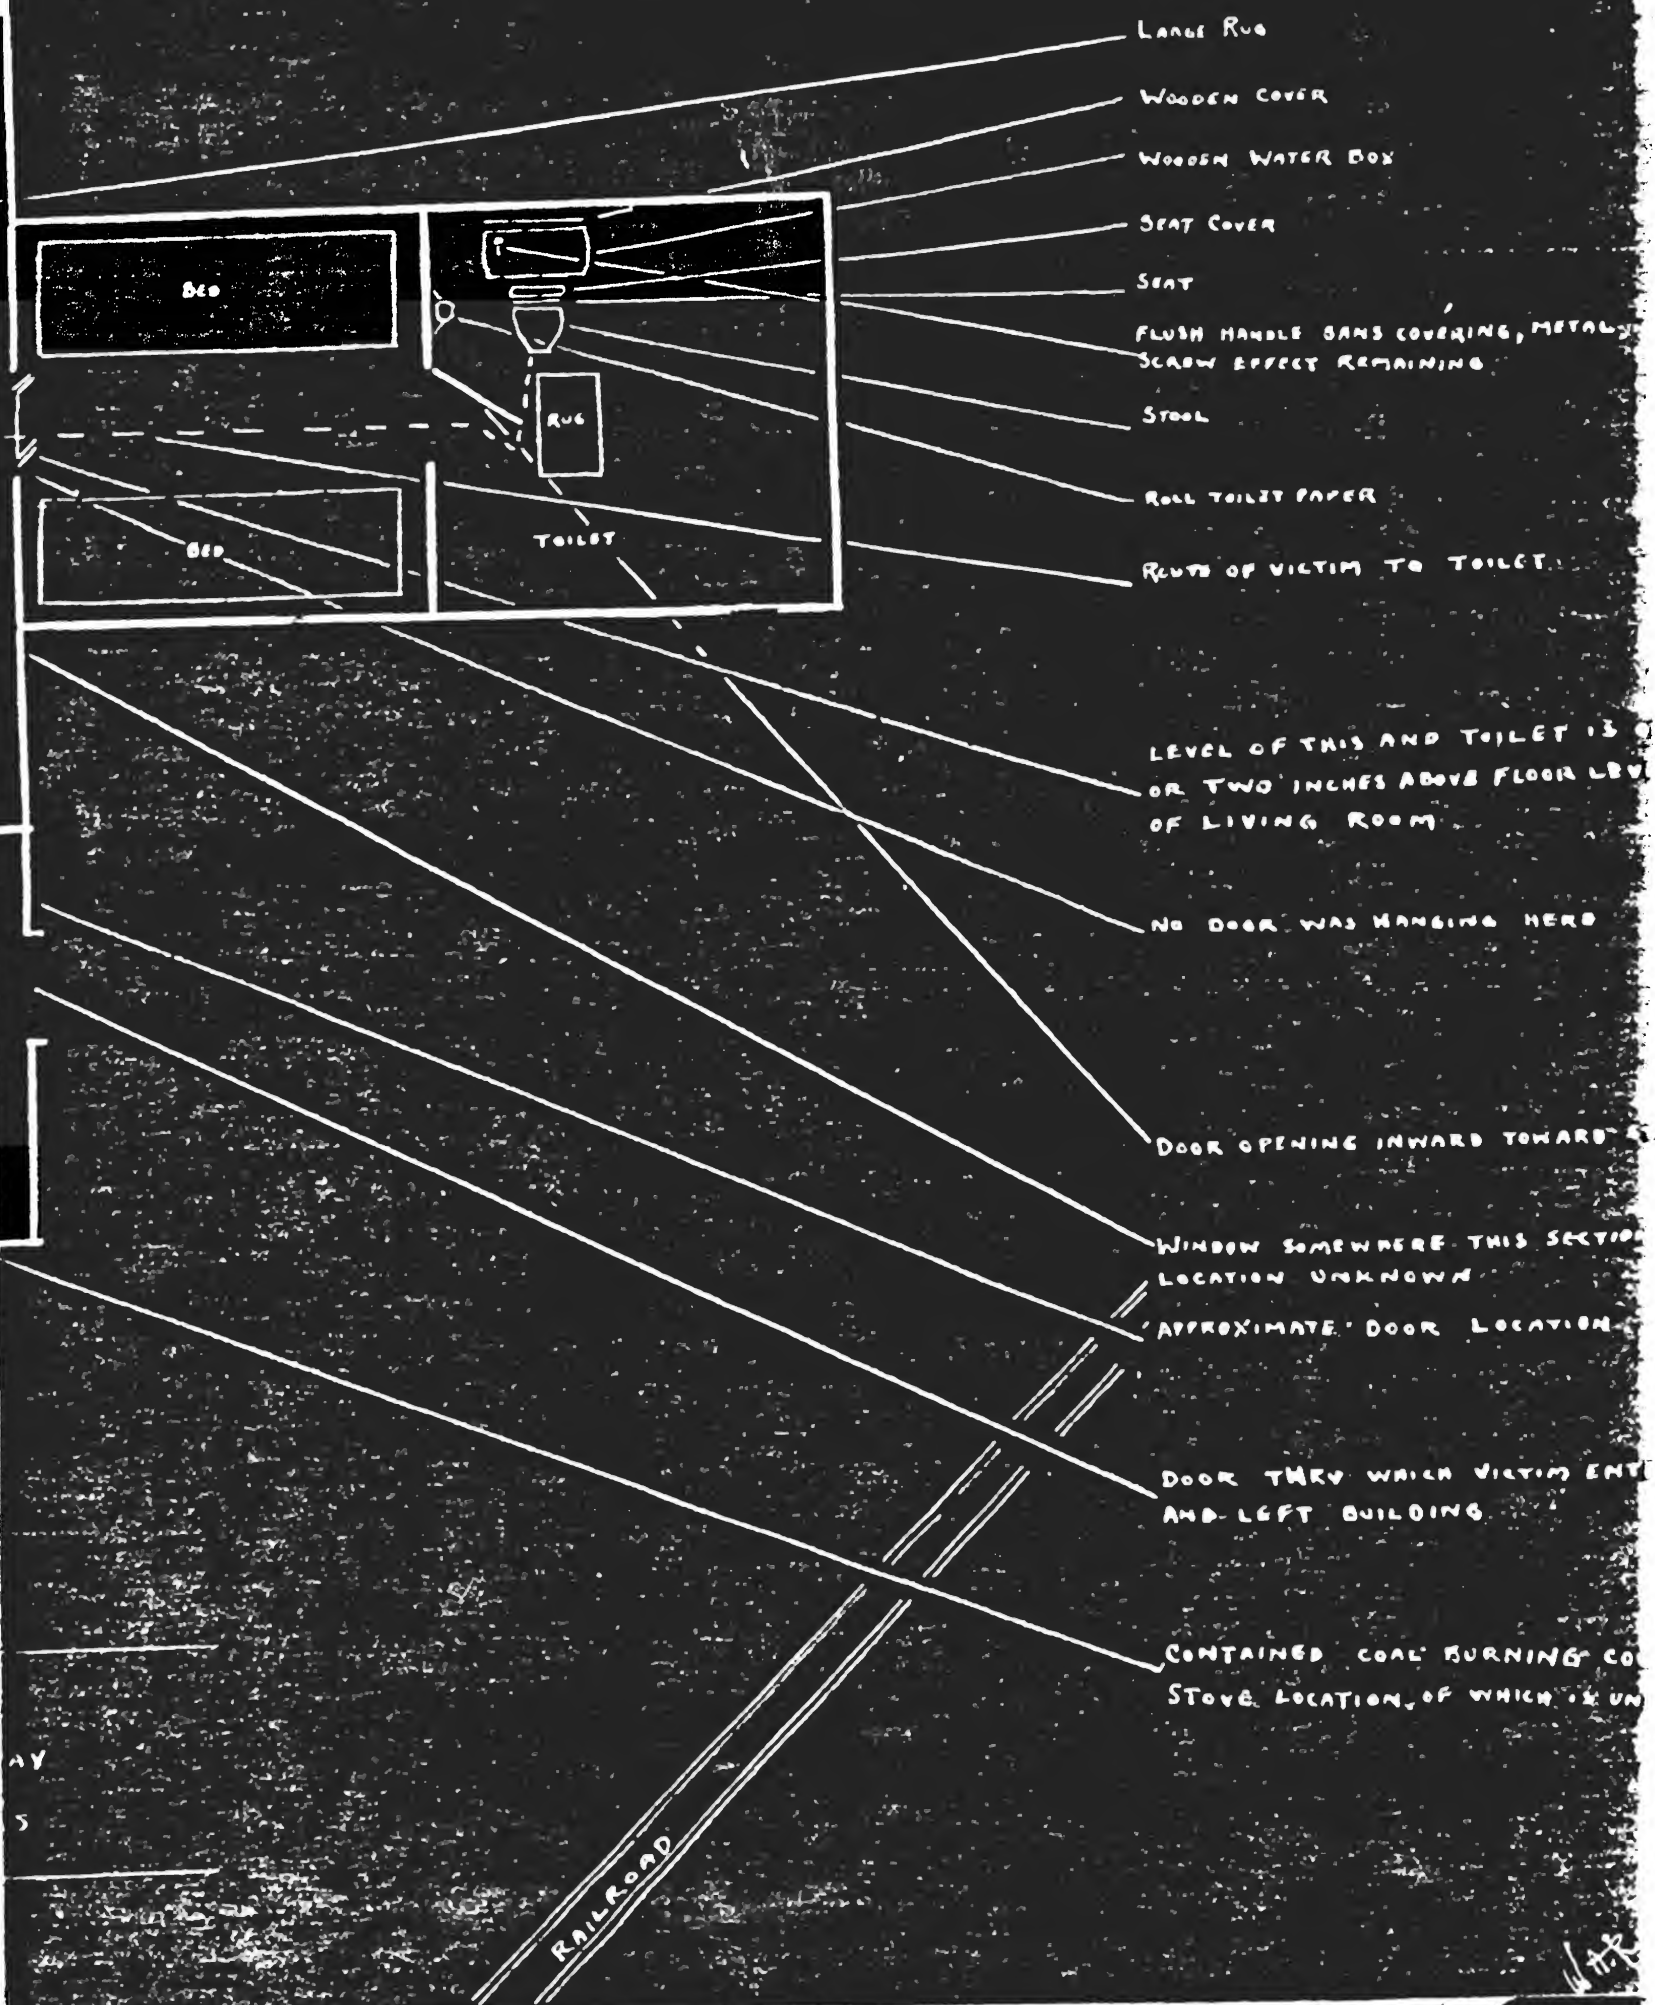 LARGE RUG
WOODEN COVER
WOODEN WATER BOX
SEAT COVER
SEAT
FLUSH HANDLE SANS COVERING, METAL
SCREW EFFECT REMAINING
STOOL
ROLL TOILET PAPER
ROUTE OF VICTIM TO TOILET
BED
RUG
BED
TOILET
LEVEL OF THIS AND TOILET IS
OR TWO INCHES ABOVE FLOOR LEV
OF LIVING ROOM
NO DOOR WAS HANGING HERE
DOOR OPENING INWARD TOWARD
WINDOW SOMEWHERE THIS SECTIO
LOCATION UNKNOWN
APPROXIMATE DOOR LOCATION
DOOR THRU WHICH VICTIM ENT
AND LEFT BUILDING
CONTAINED COAL BURNING CO
STOVE LOCATION OF WHICH IS UN
AY
S
RAILROAD